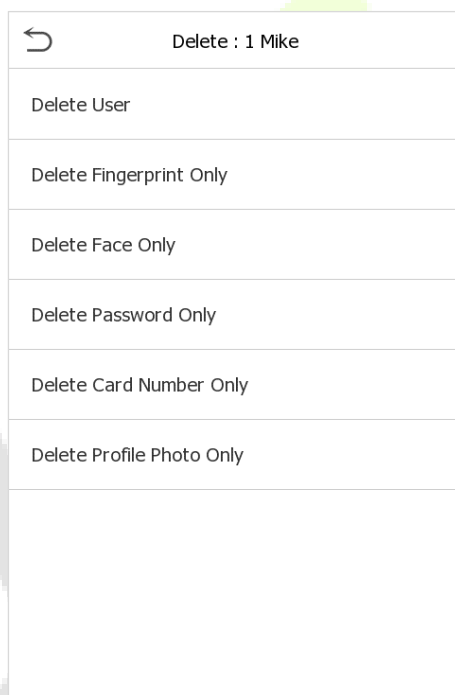 Delete : 1 Mike
Delete User
Delete Fingerprint Only
Delete Face Only
Delete Password Only
Delete Card Number Only
Delete Profile Photo Only